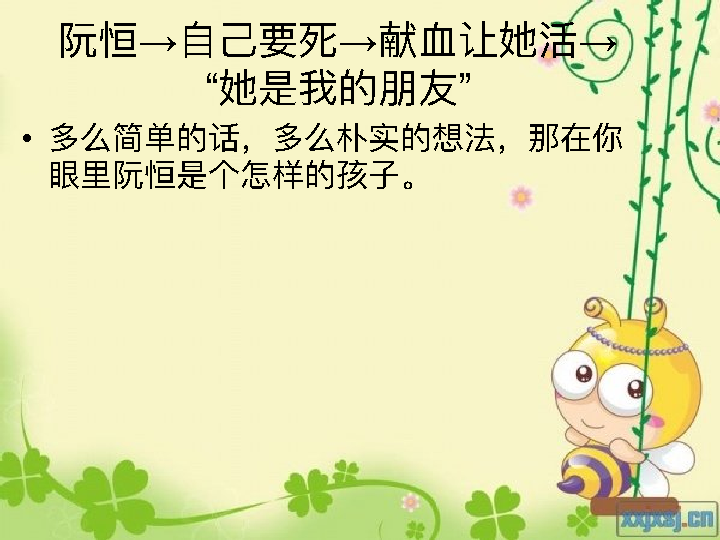 阮恒→自己要死→献血让她活→
“她是我的朋友”
• 多么简单的话，多么朴实的想法，那在你
眼里阮恒是个怎样的孩子。
xxjxsj.cn